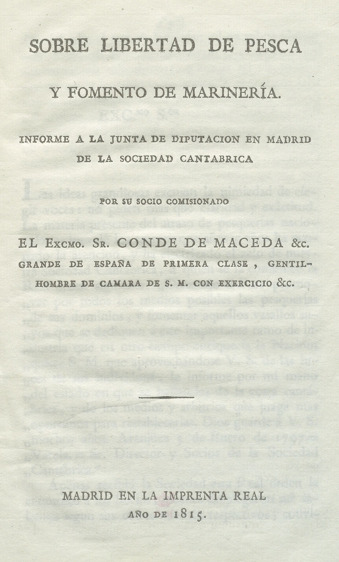 SOBRE LIBERTAD DE PESCA
Y FOMENTO DE MARINERÍA.
INFORME A LA JUNTA DE DIPUTACION EN MADRID
DE LA SOCIEDAD CANTABRICA
POR SU SOCIO COMISIONADO
EL EXCMO. SR. CONDE DE MACEDA &c.
GRANDE DE ESPAÑA DE PRIMERA CLASE, GENTIL-
HOMBRE DE CAMARA DE S. M. CON EXERCICIO &c.
MADRID EN LA IMPRENTA REAL
AÑO DE 1815.